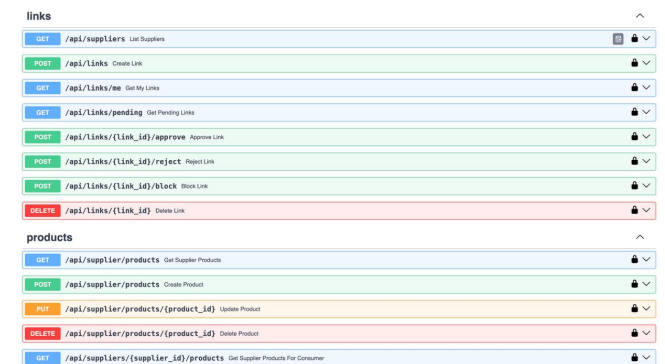 links
GET /api/suppliers List Suppliers
POST /api/links Create Link
GET /api/links/me Get My Links
GET /api/links/pending Get Pending Links
POST /api/links/{link_id}/approve Approve Link
POST /api/links/{link_id}/reject Reject Link
POST /api/links/{link_id}/block Block Link
DELETE /api/links/{link_id} Delete Link
products
GET /api/supplier/products Get Supplier Products
POST /api/supplier/products Create Product
PUT /api/supplier/products/{product_id} Update Product
DELETE /api/supplier/products/{product_id} Delete Product
GET /api/suppliers/{supplier_id}/products Get Supplier Products For Consumer